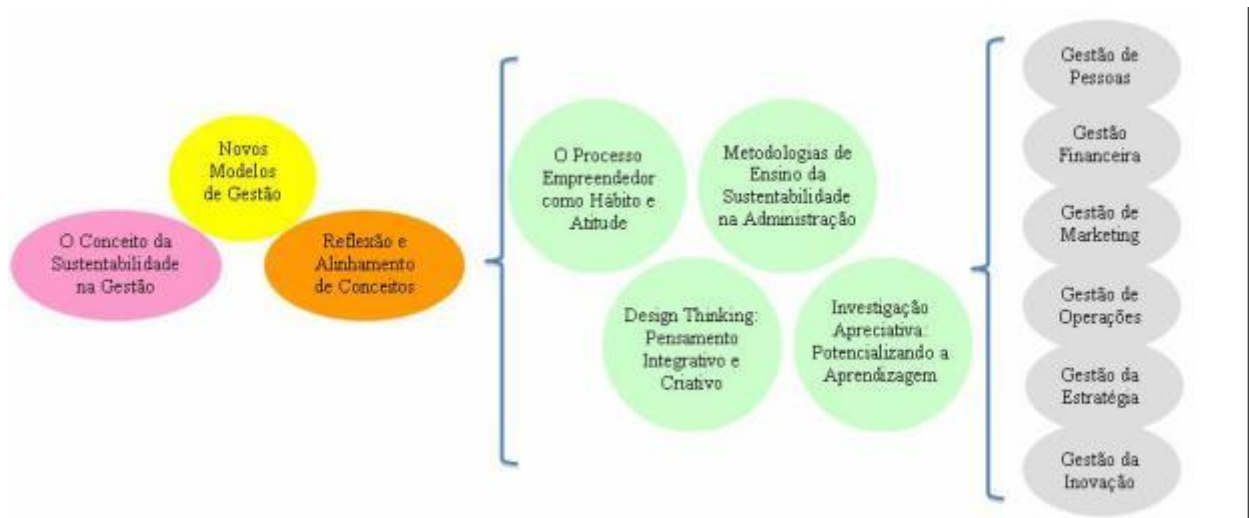 Novos
Modelos
de Gestão
O Conceito da
Sustentabilidade
na Gestão
Reflexão e
Alinhamento
de Conceitos
O Processo
Empreendedor
como Hábito e
Atitude
Metodologias de
Ensino da
Sustentabilidade
na Administração
Design Thinking:
Pensamento
Integrativo e
Criativo
Investigação
Apreciativa:
Potencializando a
Aprendizagem
Gestão de
Pessoas
Gestão
Financeira
Gestão de
Marketing
Gestão de
Operações
Gestão da
Estratégia
Gestão da
Inovação